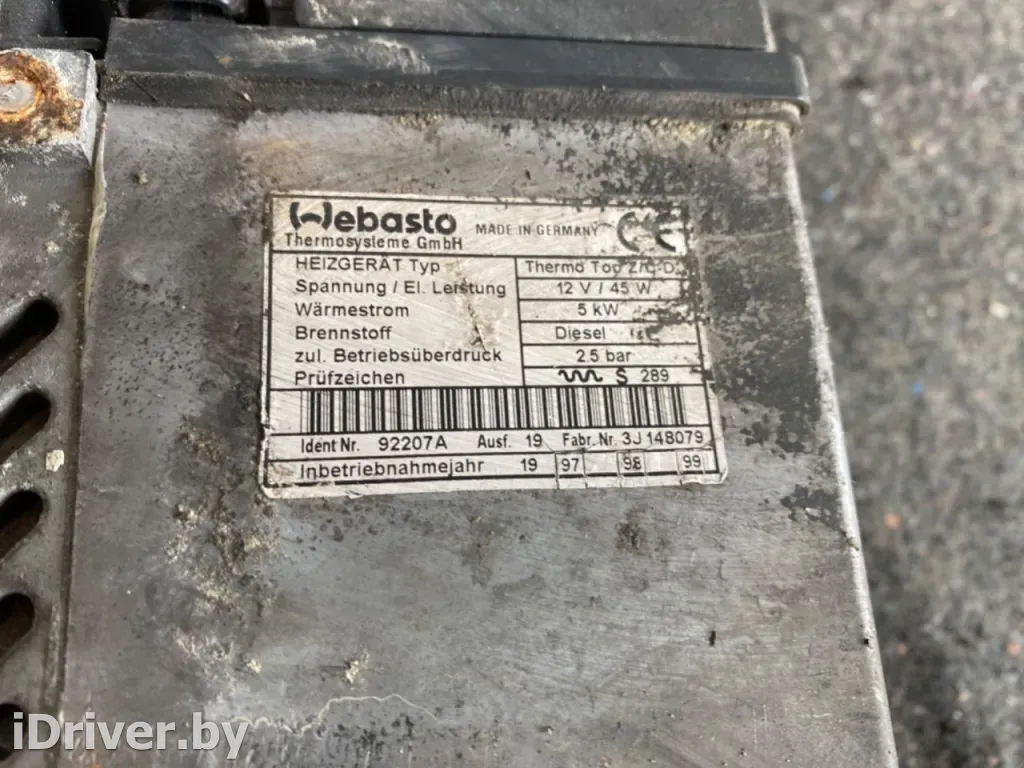 Webasto MADE IN GERMANY CE
Thermosysteme GmbH
HEIZGERÄT Typ Thermo Top Z/C-D
Spannung / El. Leistung 12 V / 45 W
Wärmestrom 5 kW
Brennstoff Diesel
zul. Betriebsüberdruck 2.5 bar
Prüfzeichen S 289
Ident Nr. 92207A Ausf. 19 Fabr. Nr. 3J148079
Inbetriebnahmejahr 19 97 98 99
iDriver.by